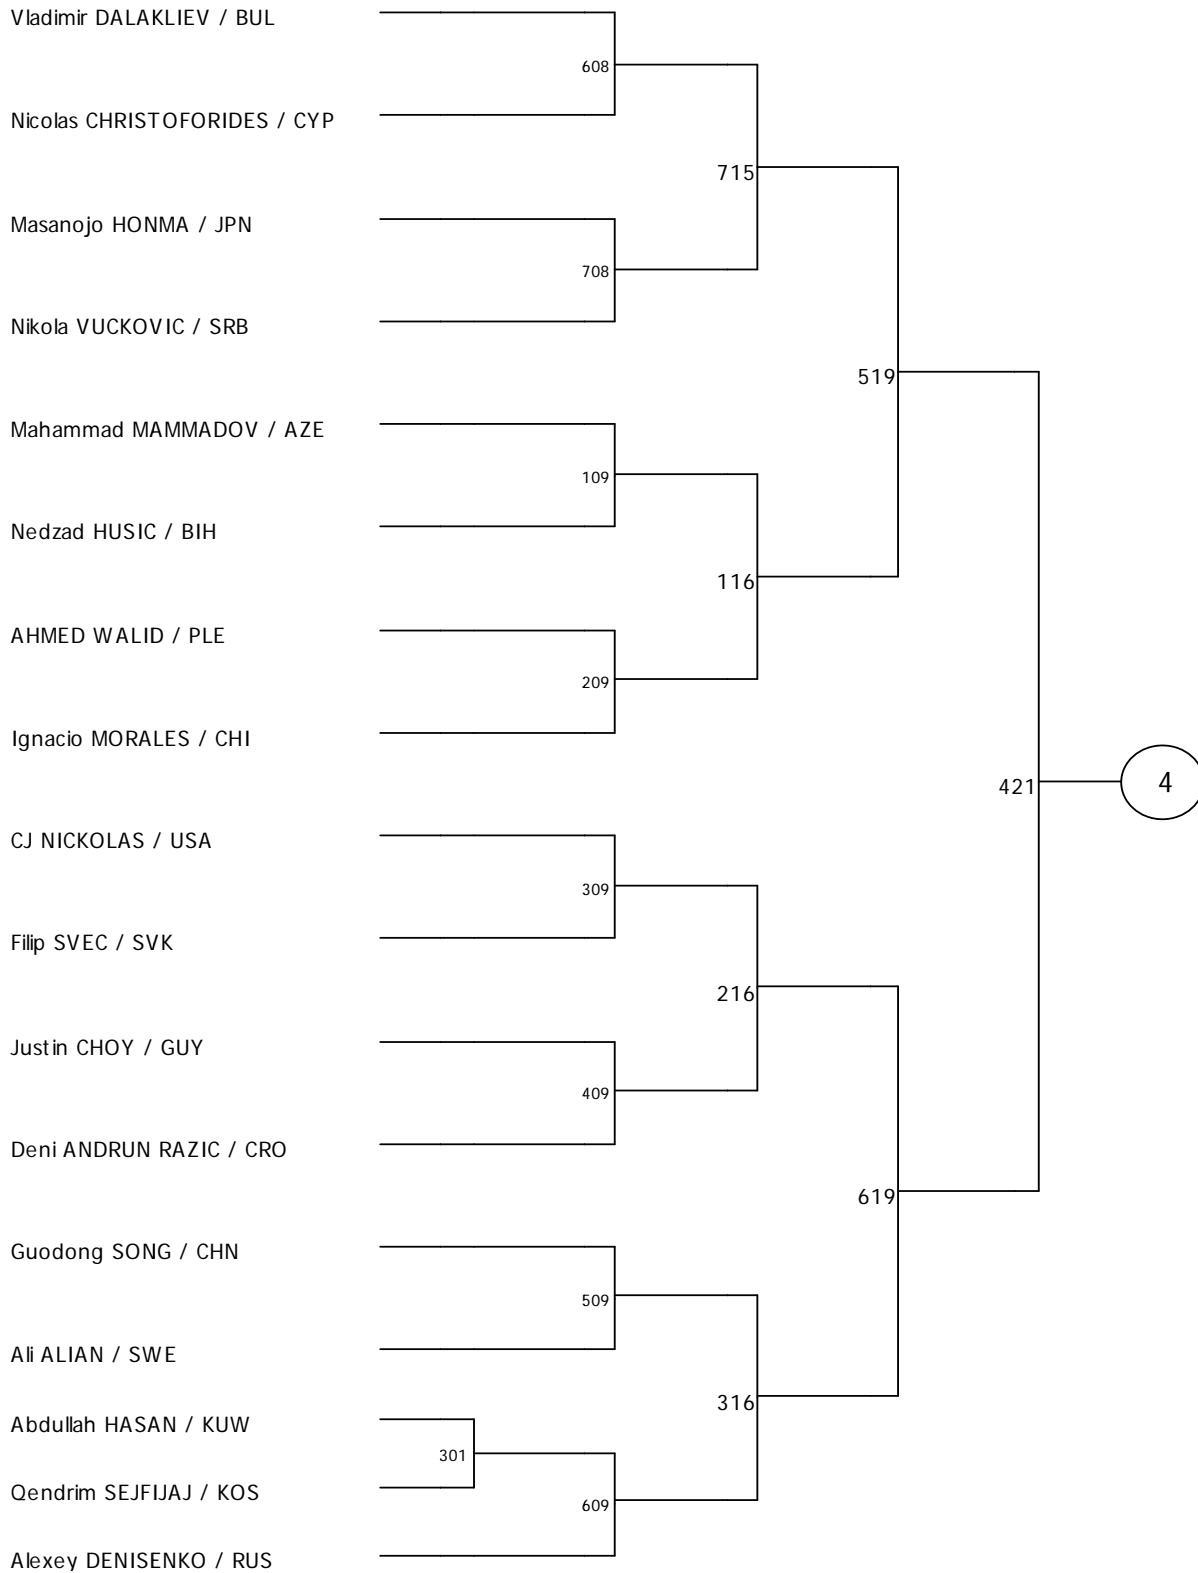 Vladimir DALAKLIEV / BUL
608
Nicolas CHRISTOFORIDES / CYP
715
Masanojo HONMA / JPN
708
Nikola VUCKOVIC / SRB
519
Mahammad MAMMADOV / AZE
109
Nedzad HUSIC / BIH
116
AHMED WALID / PLE
209
Ignacio MORALES / CHI
421
4
CJ NICKOLAS / USA
309
Filip SVEC / SVK
216
Justin CHOY / GUY
409
Deni ANDRUN RAZIC / CRO
619
Guodong SONG / CHN
509
Ali ALIAN / SWE
316
Abdullah HASAN / KUW
301
Qendrim SEJFIJAJ / KOS
609
Alexey DENISENKO / RUS